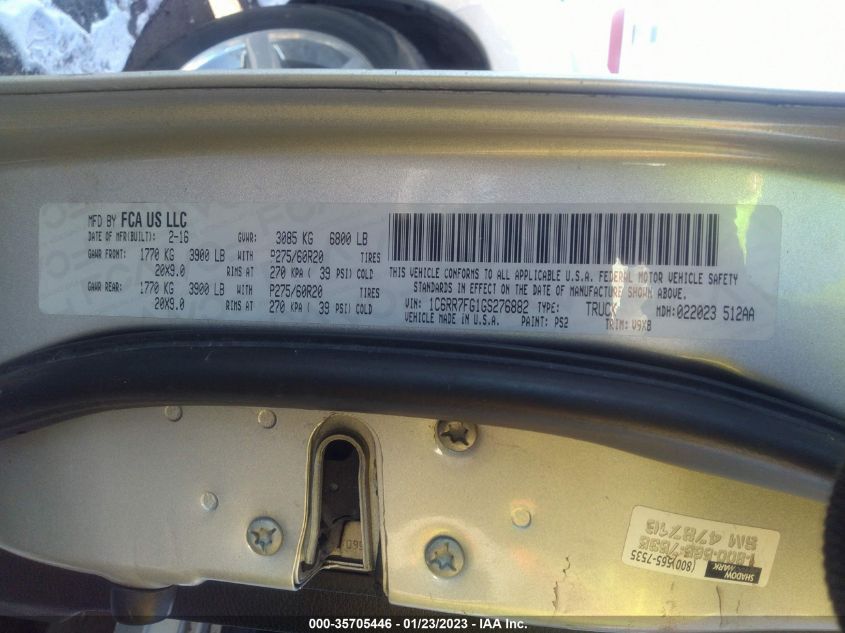 MFD BY FCA US LLC
DATE OF MFR(BUILT): 2-16 GVWR: 3085 KG 6800 LB
GAWR FRONT: 1770 KG 3900 LB WITH P275/60R20 TIRES
20X9.0 RIMS AT 270 KPA ( 39 PSI) COLD
GAWR REAR: 1770 KG 3900 LB WITH P275/60R20 TIRES
20X9.0 RIMS AT 270 KPA ( 39 PSI) COLD
THIS VEHICLE CONFORMS TO ALL APPLICABLE U.S.A. FEDERAL MOTOR VEHICLE SAFETY
STANDARDS IN EFFECT ON THE DATE OF MANUFACTURE SHOWN ABOVE.
VIN: 1C6RR7FG1GS276882 TYPE: TRUCK MDH:022023 512AA
VEHICLE MADE IN U.S.A. PAINT: PS2 TRIM: V9XB
SHADOW
MARK
(800)565-7535
000-35705446 - 01/23/2023 - IAA Inc.